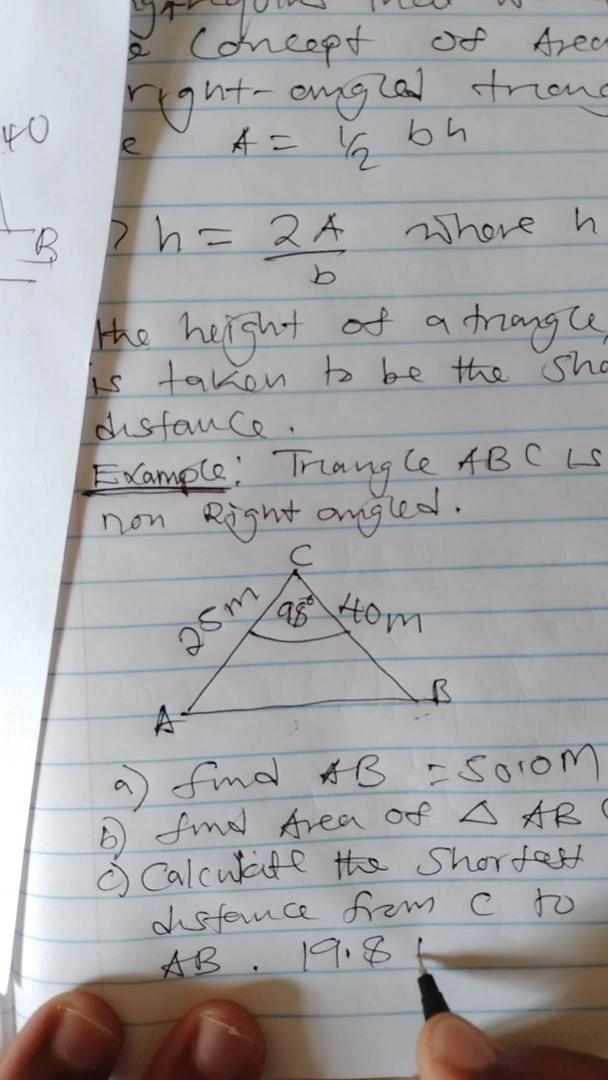 40
B
Concept of Area
right-angled
e A = 1/2 bh
h = 2A/b where h
the height of a triangle,
is taken to be the
distance.
Example: Triangle ABC is
non Right angled.
C
25m 98° 40m
A B
a) find AB = 50.0M
b) find Area of △ AB
c) Calculate the shortest
distance from C to
AB. 19.8